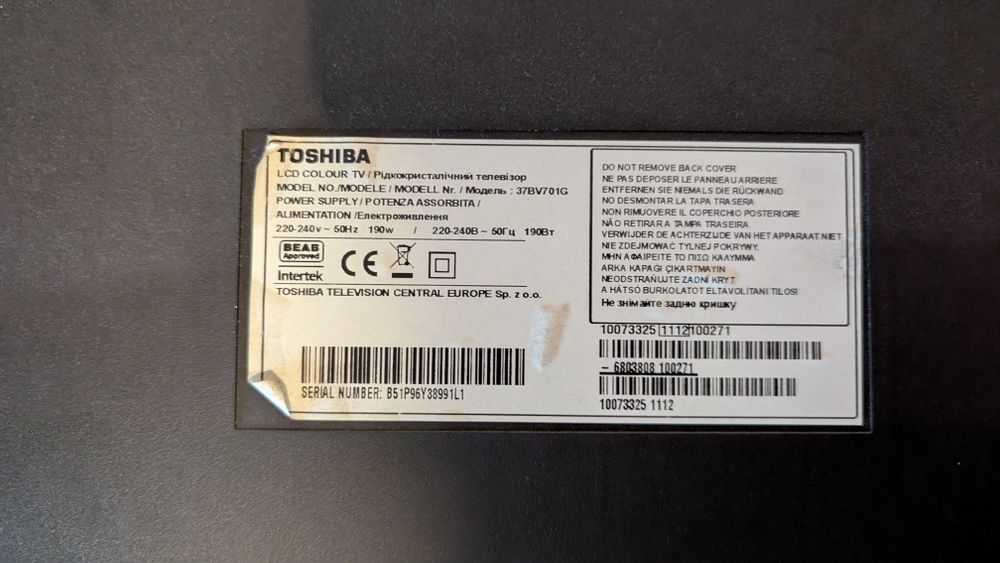 TOSHIBA
LCD COLOUR TV / Рідкокристалічний телевізор
MODEL NO./MODELE / MODELL Nr. / Модель : 37BV701G
POWER SUPPLY / POTENZA ASSORBITA /
ALIMENTATION /Електроживлення
220-240v ~ 50Hz 190w / 220-240В ~ 50Гц 190Вт
BEAB
Approved
Intertek
CE
TOSHIBA TELEVISION CENTRAL EUROPE Sp. z o.o.
SERIAL NUMBER: B51P96Y38991L1
DO NOT REMOVE BACK COVER
NE PAS DEPOSER LE PANNEAU ARRIERE
ENTFERNEN SIE NIEMALS DIE RÜCKWAND
NO DESMONTAR LA TAPA TRASERA
NON RIMUOVERE IL COPERCHIO POSTERIORE
NÃO RETIRAR A TAMPA TRASEIRA
VERWIJDER DE ACHTERZIJDE VAN HET APPARAAT NIET
NIE ZDEJMOWAĆ TYLNEJ POKRYWY.
ΜΗΝ ΑΦΑΙΡΕΙΤΕ ΤΟ ΠΙΣΩ ΚΑΛΥΜΜΑ
ARKA KAPAGI ÇIKARTMAYIN
NEODSTRAŇUJTE ZADNÍ KRYT
A HÁTSÓ BURKOLATOT ELTÁVOLÍTANI TILOS!
Не знімайте задню кришку
10073325 1112 100271
- 6803808 100271
10073325 1112